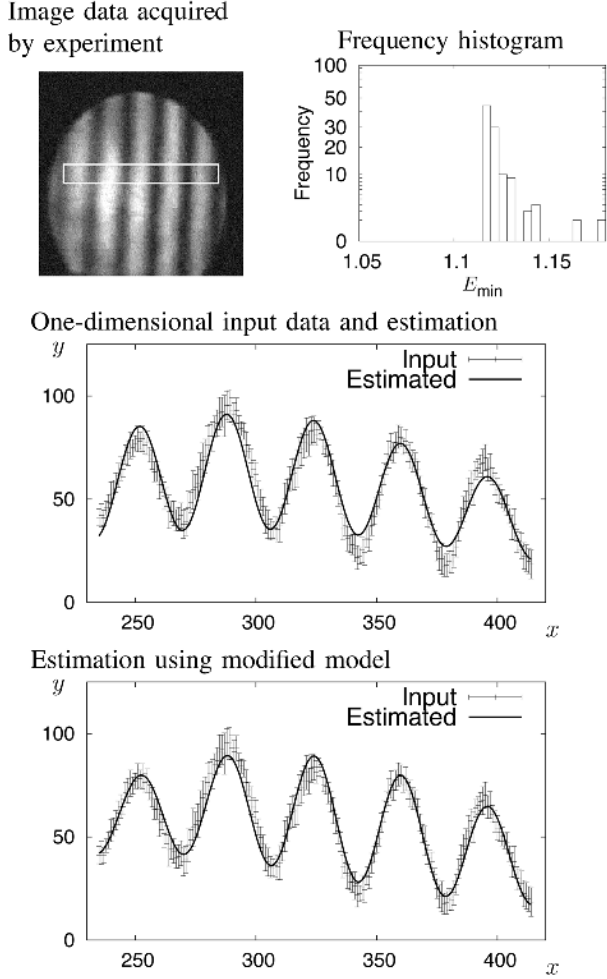 Image data acquired
by experiment
Frequency histogram
100
50
30
10
0
Frequency
1.05
1.1
1.15
E_min
One-dimensional input data and estimation
y
100
50
0
Input
Estimated
250
300
350
400
x
Estimation using modified model
y
100
50
0
Input
Estimated
250
300
350
400
x